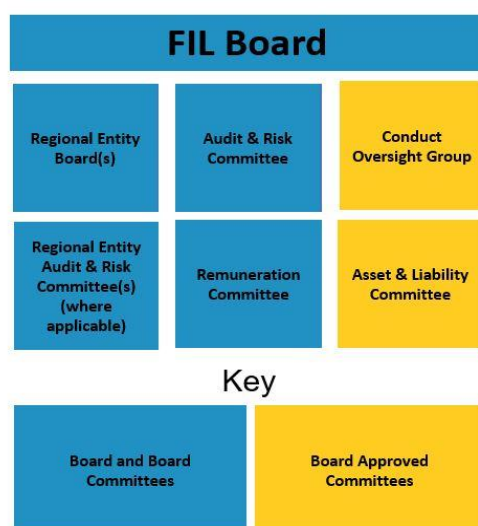 FIL Board
Regional Entity
Board(s)
Audit & Risk
Committee
Conduct
Oversight Group
Regional Entity
Audit & Risk
Committee(s)
(where
applicable)
Remuneration
Committee
Asset & Liability
Committee
Key
Board and Board
Committees
Board Approved
Committees